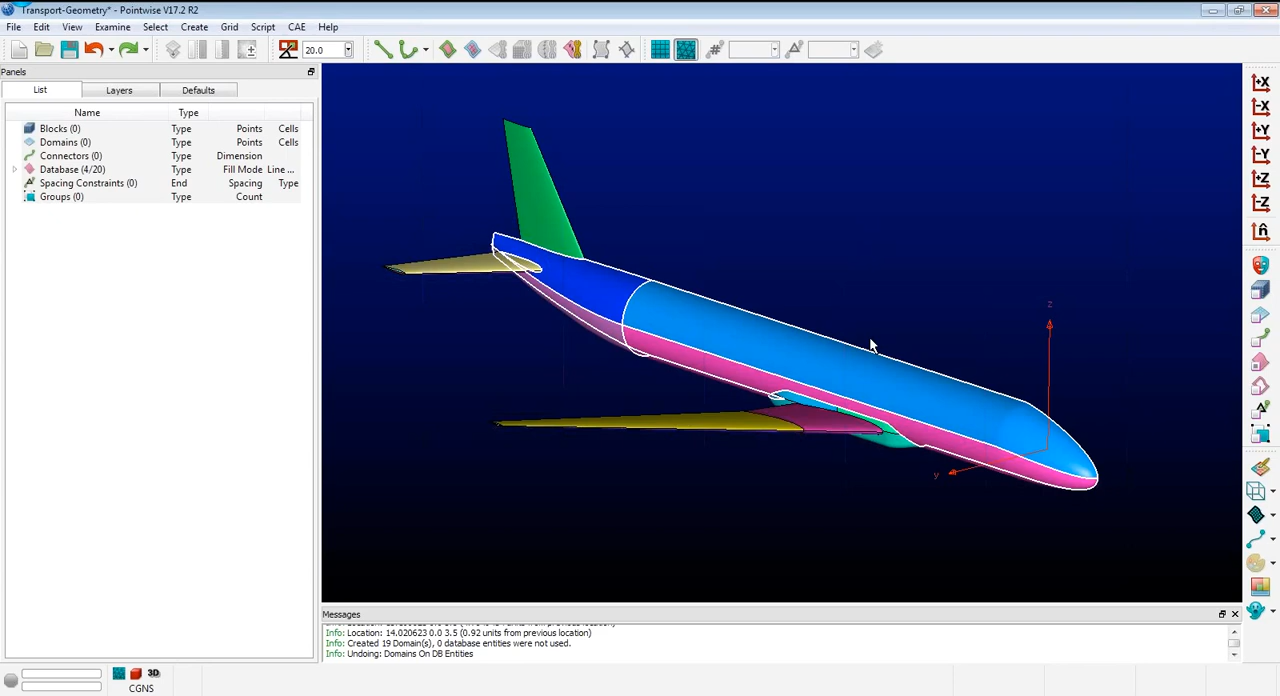 Transport-Geometry* - Pointwise V17.2 R2
File Edit View Examine Select Create Grid Script CAE Help
20.0
Panels
List Layers Defaults
Name Type
Blocks (0) Type Points Cells
Domains (0) Type Points Cells
Connectors (0) Type Dimension
Database (4/20) Type Fill Mode Line ...
Spacing Constraints (0) End Spacing Type
Groups (0) Type Count
z
y
+X
-X
+Y
-Y
+Z
-Z
n̂
Messages
Info: Location: 14.020623 0.0 3.5 (0.92 units from previous location)
Info: Created 19 Domain(s), 0 database entities were not used.
Info: Undoing: Domains On DB Entities
3D
CGNS